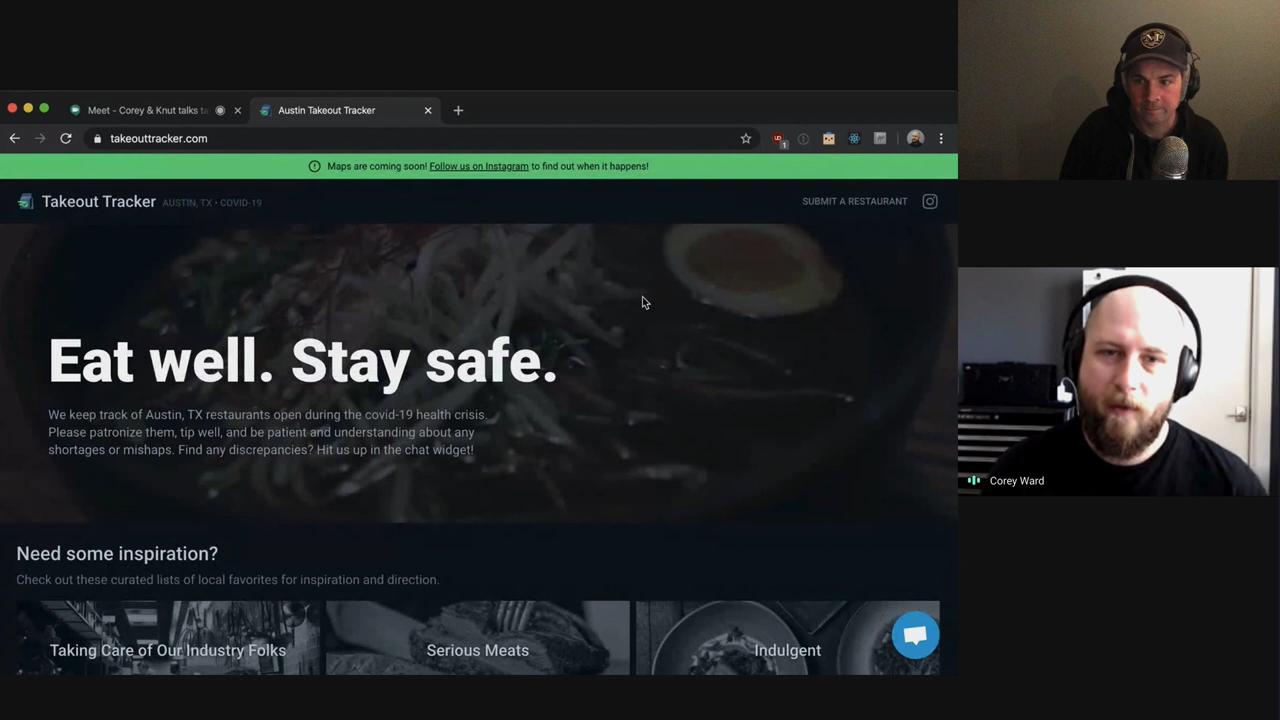 Meet - Corey & Knut talks ta
Austin Takeout Tracker
takeouttracker.com
1
Maps are coming soon! Follow us on Instagram to find out when it happens!
Takeout Tracker AUSTIN, TX • COVID-19
SUBMIT A RESTAURANT
Eat well. Stay safe.
We keep track of Austin, TX restaurants open during the covid-19 health crisis.
Please patronize them, tip well, and be patient and understanding about any
shortages or mishaps. Find any discrepancies? Hit us up in the chat widget!
Need some inspiration?
Check out these curated lists of local favorites for inspiration and direction.
Taking Care of Our Industry Folks
Serious Meats
Indulgent
Corey Ward